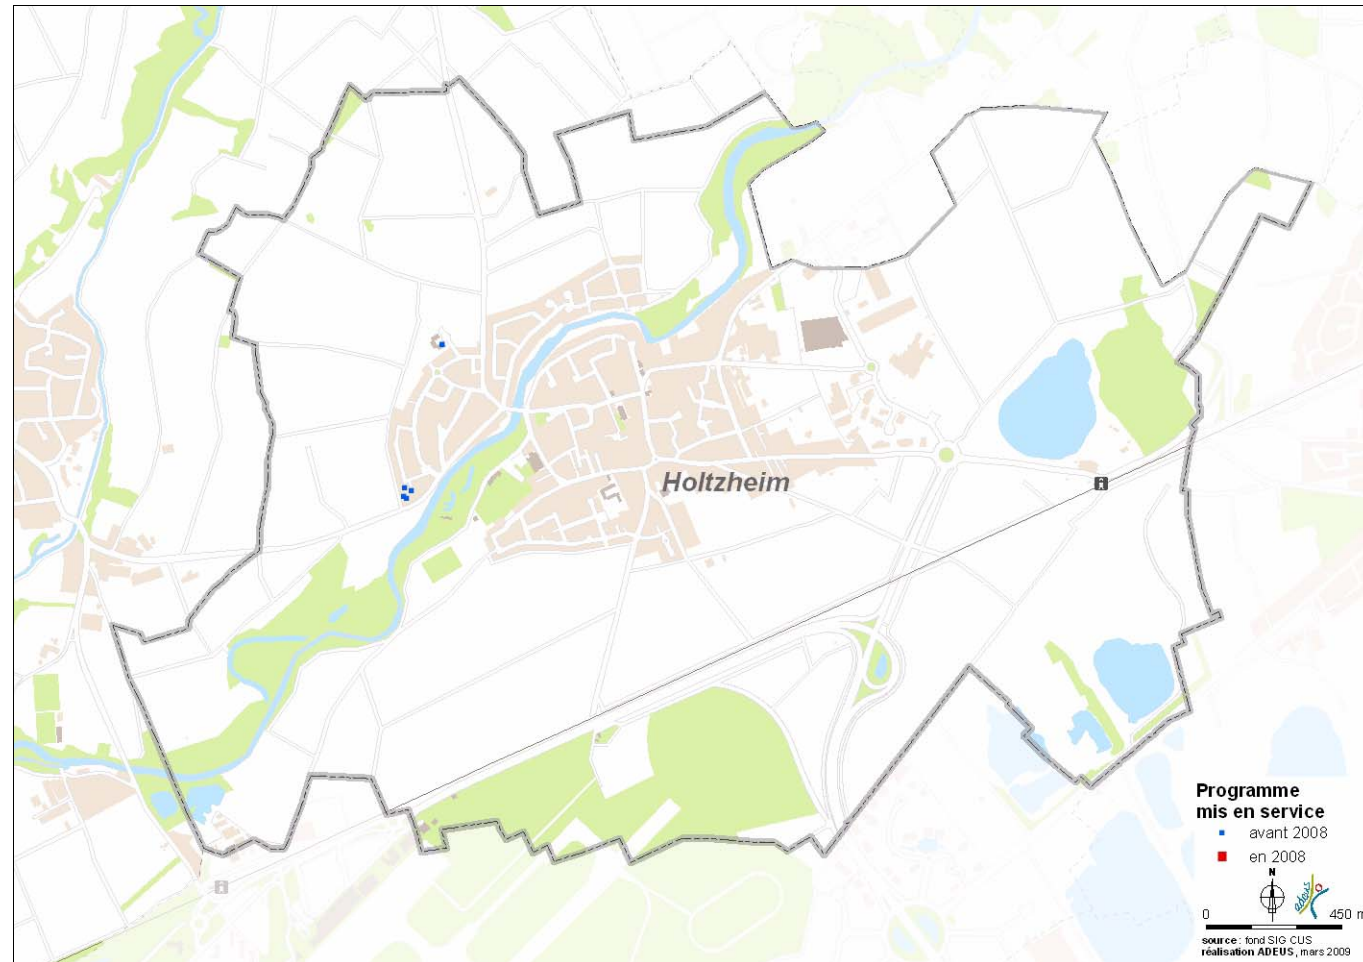 Holtzheim
Programme
mis en service
avant 2008
en 2008
N
adeus
0 450 m
source : fond SIG CUS
réalisation ADEUS, mars 2009